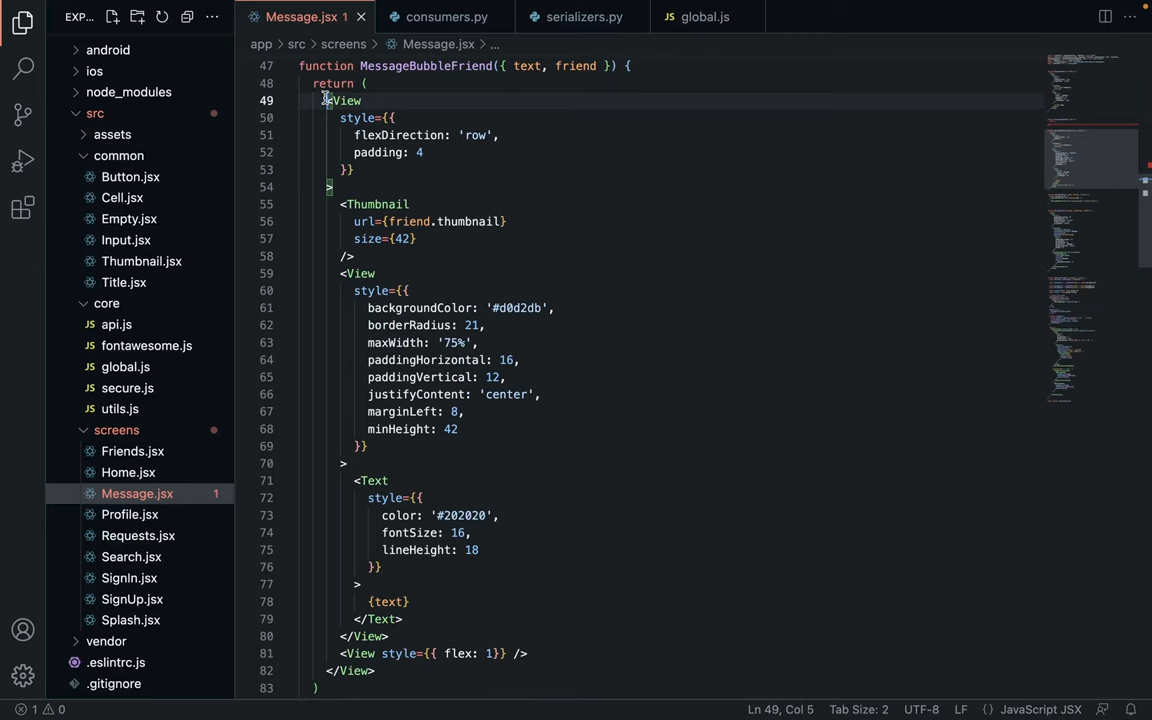 EXP...
Message.jsx 1
consumers.py
serializers.py
JS global.js
app > src > screens > Message.jsx > ...
android
ios
node_modules
src
assets
common
Button.jsx
Cell.jsx
Empty.jsx
Input.jsx
Thumbnail.jsx
Title.jsx
core
JS api.js
JS fontawesome.js
JS global.js
JS secure.js
JS utils.js
screens
Friends.jsx
Home.jsx
Message.jsx 1
Profile.jsx
Requests.jsx
Search.jsx
SignIn.jsx
SignUp.jsx
Splash.jsx
vendor
.eslintrc.js
.gitignore
47 function MessageBubbleFriend({ text, friend }) {
48 return (
49 <View
50 style={{
51 flexDirection: 'row',
52 padding: 4
53 }}
54 >
55 <Thumbnail
56 url={friend.thumbnail}
57 size={42}
58 />
59 <View
60 style={{
61 backgroundColor: '#d0d2db',
62 borderRadius: 21,
63 maxWidth: '75%',
64 paddingHorizontal: 16,
65 paddingVertical: 12,
66 justifyContent: 'center',
67 marginLeft: 8,
68 minHeight: 42
69 }}
70 >
71 <Text
72 style={{
73 color: '#202020',
74 fontSize: 16,
75 lineHeight: 18
76 }}
77 >
78 {text}
79 </Text>
80 </View>
81 <View style={{ flex: 1}} />
82 </View>
83 )
1 0
Ln 49, Col 5 Tab Size: 2 UTF-8 LF {} JavaScript JSX